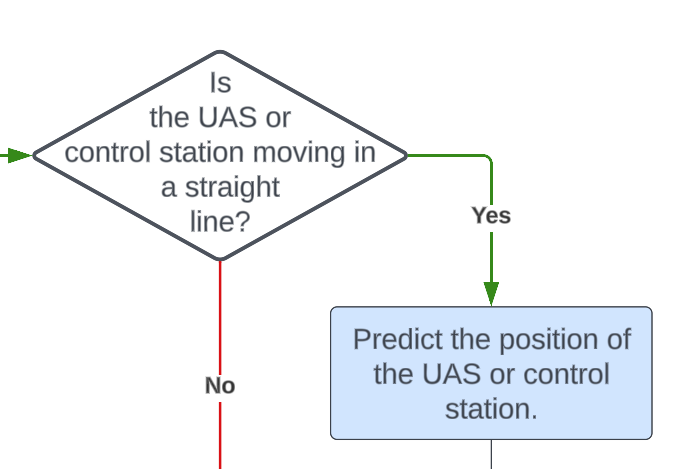 Is
the UAS or
control station moving in
a straight
line?
Yes
Predict the position of
the UAS or control
station.
No